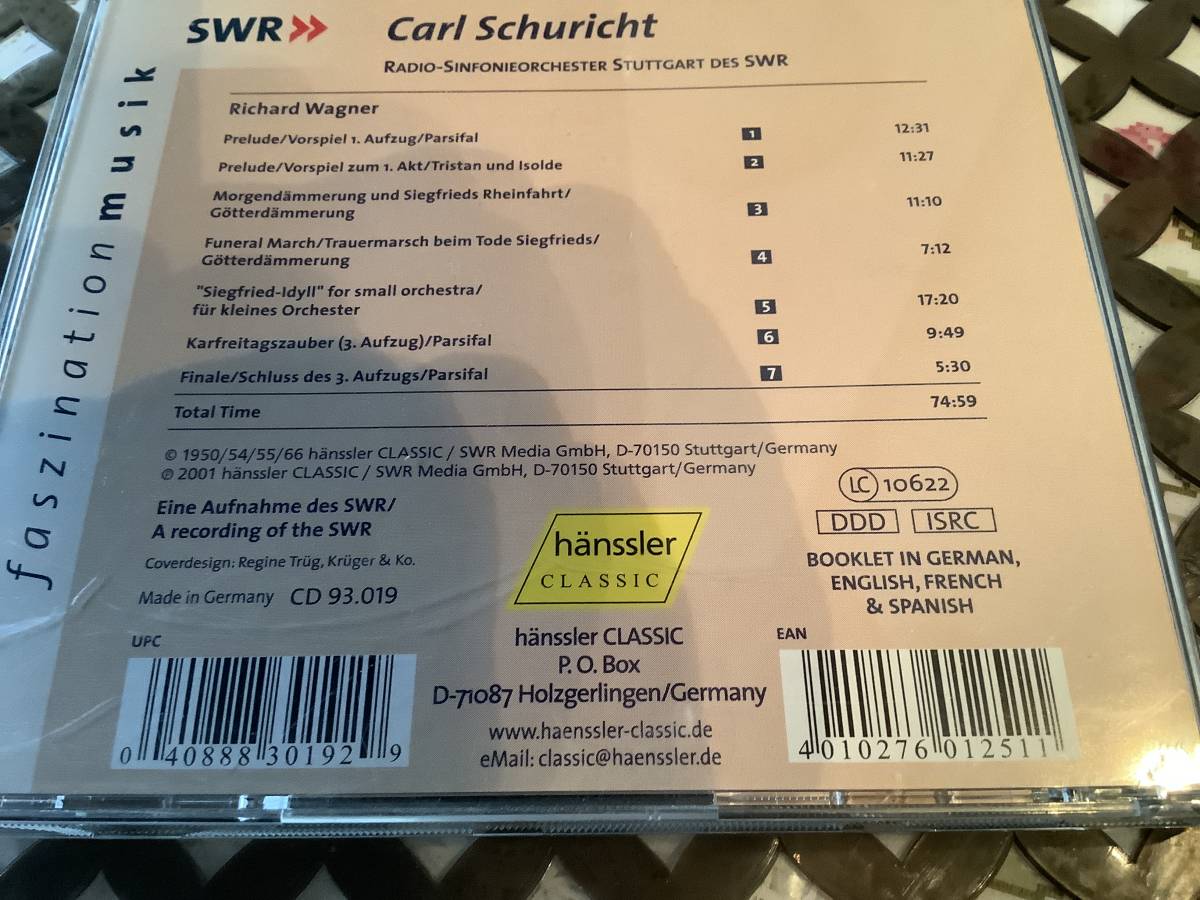 SWR»
Carl Schuricht
RADIO-SINFONIEORCHESTER STUTTGART DES SWR
faszination musik
Richard Wagner
Prelude/Vorspiel 1. Aufzug/Parsifal 1 12:31
Prelude/Vorspiel zum 1. Akt/Tristan und Isolde 2 11:27
Morgendämmerung und Siegfrieds Rheinfahrt/
Götterdämmerung 3 11:10
Funeral March/Trauermarsch beim Tode Siegfrieds/
Götterdämmerung 4 7:12
"Siegfried-Idyll" for small orchestra/
für kleines Orchester 5 17:20
Karfreitagszauber (3. Aufzug)/Parsifal 6 9:49
Finale/Schluss des 3. Aufzugs/Parsifal 7 5:30
Total Time 74:59
© 1950/54/55/66 hänssler CLASSIC / SWR Media GmbH, D-70150 Stuttgart/Germany
℗ 2001 hänssler CLASSIC / SWR Media GmbH, D-70150 Stuttgart/Germany
Eine Aufnahme des SWR/
A recording of the SWR
Coverdesign: Regine Trüg, Krüger & Ko.
Made in Germany CD 93.019
hänssler
CLASSIC
LC 10622
DDD ISRC
BOOKLET IN GERMAN,
ENGLISH, FRENCH
& SPANISH
UPC
0 40888 30192 9
hänssler CLASSIC
P. O. Box
D-71087 Holzgerlingen/Germany
www.haenssler-classic.de
eMail: classic@haenssler.de
EAN
4 010276 012511